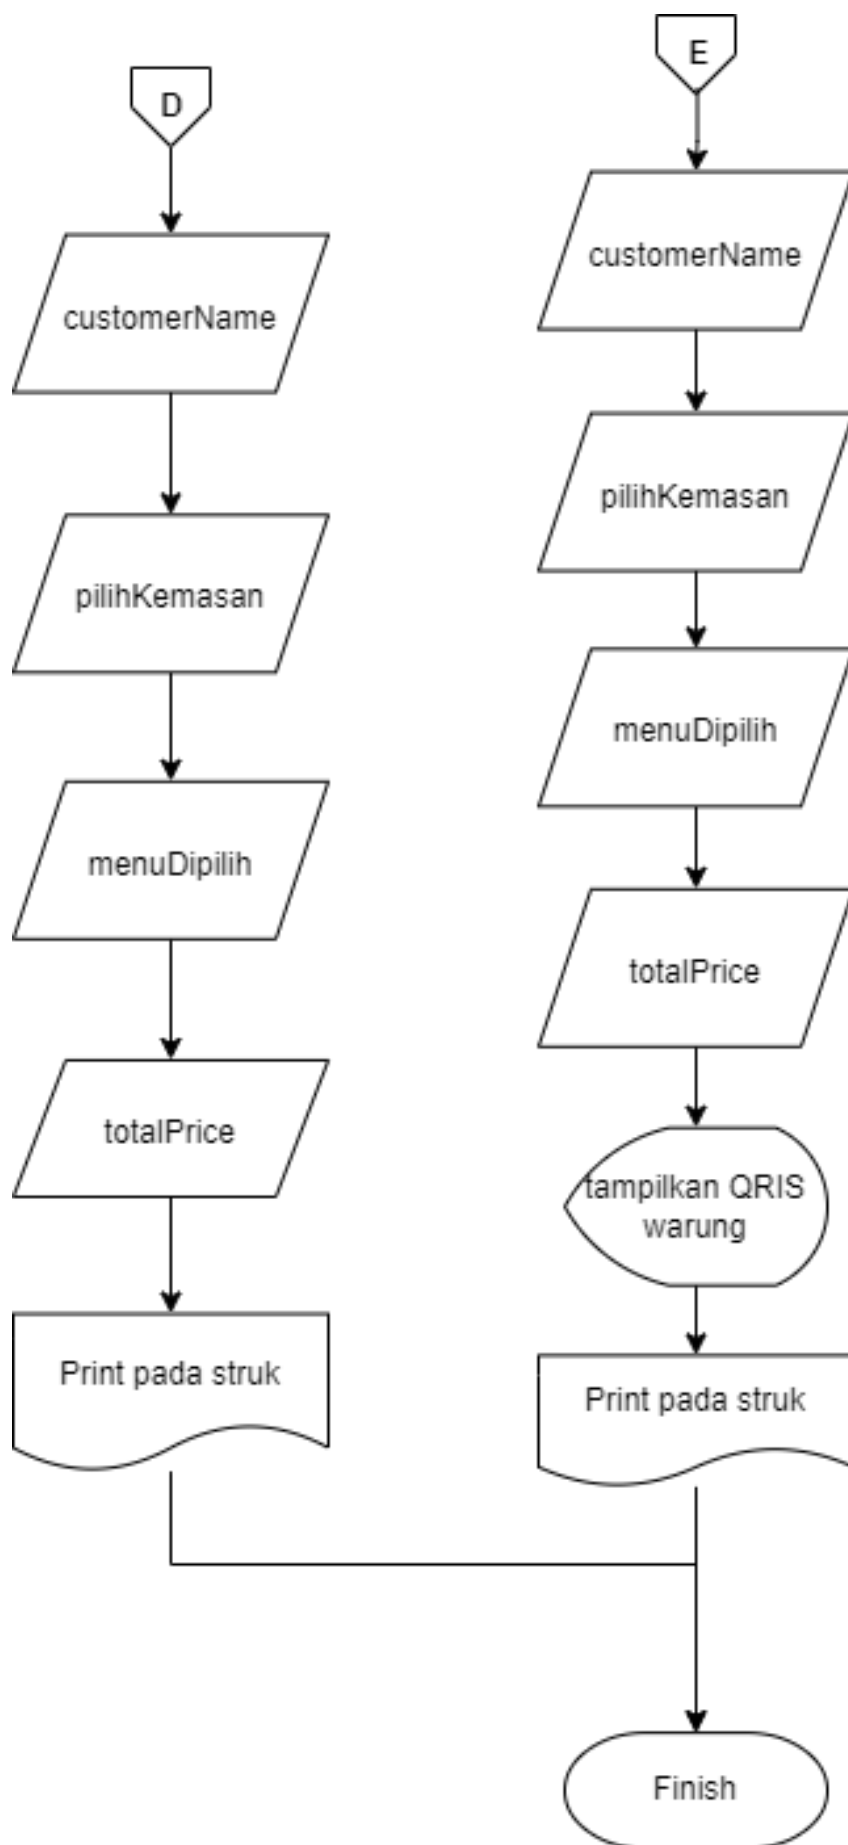 D
customerName
pilihKemasan
menuDipilih
totalPrice
Print pada struk
E
customerName
pilihKemasan
menuDipilih
totalPrice
tampilkan QRIS
warung
Print pada struk
Finish